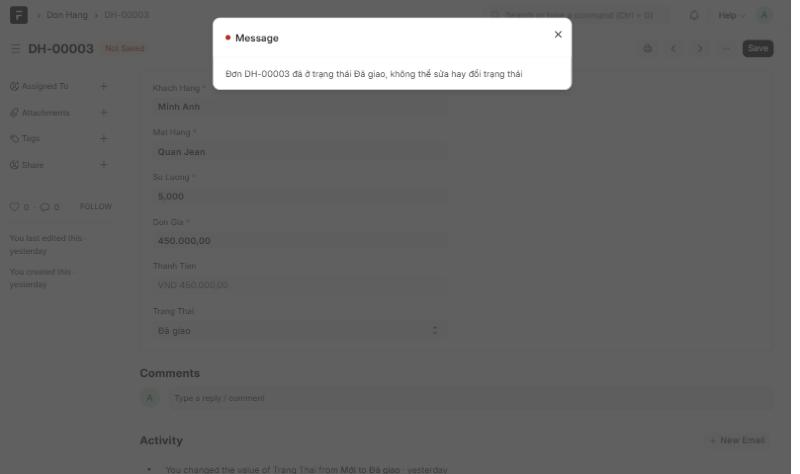 Don Hang
DH-00003
Search or type a command (Ctrl + G)
Help
A
DH-00003
Not Saved
Save
Message
Đơn DH-00003 đã ở trạng thái Đã giao, không thể sửa hay đổi trạng thái
Assigned To
Attachments
Tags
Share
0 · 0 FOLLOW
You last edited this ·
yesterday
You created this ·
yesterday
Khach Hang *
Minh Anh
Mat Hang *
Quan Jean
So Luong *
5,000
Don Gia *
450.000,00
Thanh Tien
VND 450.000,00
Trang Thai
Đã giao
Comments
A
Type a reply / comment
Activity
+ New Email
You changed the value of Trang Thai from Mới to Đã giao · yesterday